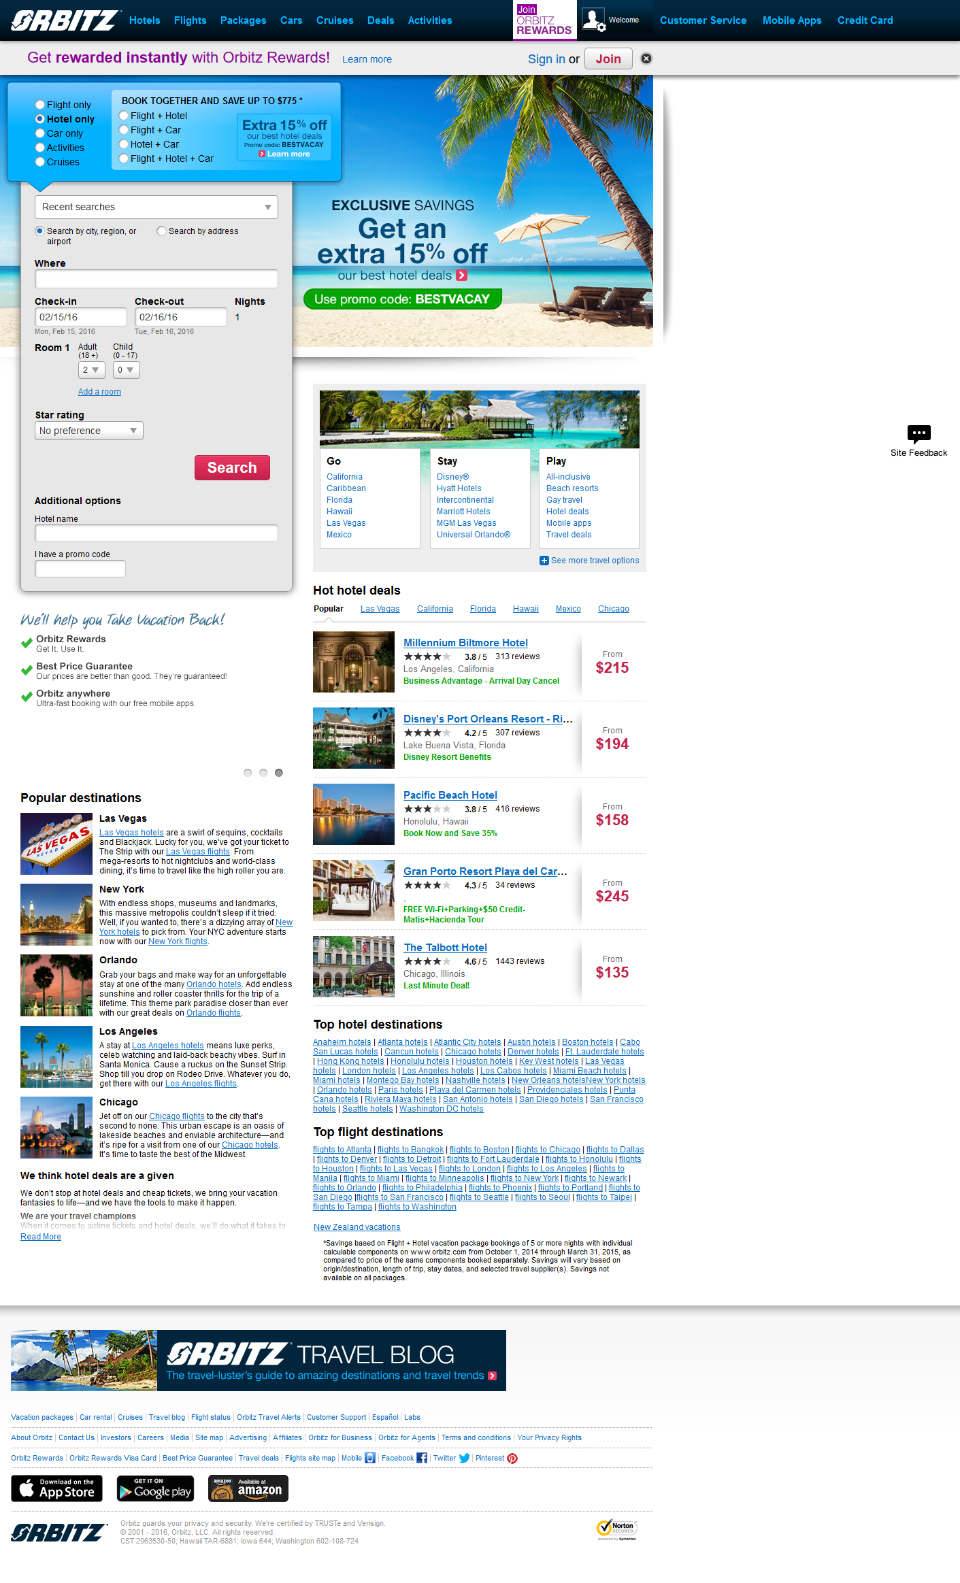 ORBITZ Hotels Flights Packages Cars Cruises Deals Activities Join ORBITZ REWARDS Welcome Customer Service Mobile Apps Credit Card
Get rewarded instantly with Orbitz Rewards! Learn more Sign in or Join
Flight only
Hotel only
Car only
Activities
Cruises
BOOK TOGETHER AND SAVE UP TO $775 *
Flight + Hotel
Flight + Car
Hotel + Car
Flight + Hotel + Car
Extra 15% off
our best hotel deals
Promo code: BESTVACAY
Learn more
Recent searches
Search by city, region, or airport
Search by address
Where
Check-in Check-out Nights
02/15/16 02/16/16 1
Mon, Feb 15, 2016 Tue, Feb 16, 2016
Room 1 Adult (18 +) Child (0 - 17)
2 0
Add a room
Star rating
No preference
Search
Additional options
Hotel name
I have a promo code
EXCLUSIVE SAVINGS
Get an
extra 15% off
our best hotel deals
Use promo code: BESTVACAY
Site Feedback
Go
California
Caribbean
Florida
Hawaii
Las Vegas
Mexico
Stay
Disney®
Hyatt Hotels
Intercontinental
Marriott Hotels
MGM Las Vegas
Universal Orlando®
Play
All-inclusive
Beach resorts
Gay travel
Hotel deals
Mobile apps
Travel deals
See more travel options
We'll help you Take Vacation Back!
Orbitz Rewards
Get It. Use It.
Best Price Guarantee
Our prices are better than good. They're guaranteed!
Orbitz anywhere
Ultra-fast booking with our free mobile apps
Hot hotel deals
Popular Las Vegas California Florida Hawaii Mexico Chicago
Millennium Biltmore Hotel
3.8 / 5 313 reviews
Los Angeles, California
Business Advantage - Arrival Day Cancel
From
$215
Disney's Port Orleans Resort - Ri...
4.2 / 5 307 reviews
Lake Buena Vista, Florida
Disney Resort Benefits
From
$194
Pacific Beach Hotel
3.8 / 5 416 reviews
Honolulu, Hawaii
Book Now and Save 35%
From
$158
Gran Porto Resort Playa del Car...
4.3 / 5 34 reviews
,
FREE Wi-Fi+Parking+$50 Credit-
Matis+Hacienda Tour
From
$245
The Talbott Hotel
4.6 / 5 1443 reviews
Chicago, Illinois
Last Minute Deal!
From
$135
Popular destinations
Las Vegas
Las Vegas hotels are a swirl of sequins, cocktails
and Blackjack. Lucky for you, we've got your ticket to
The Strip with our Las Vegas flights. From
mega-resorts to hot nightclubs and world-class
dining, it's time to travel like the high roller you are.
New York
With endless shops, museums and landmarks,
this massive metropolis couldn't sleep if it tried.
Well, if you wanted to, there's a dizzying array of New
York hotels to pick from. Your NYC adventure starts
now with our New York flights.
Orlando
Grab your bags and make way for an unforgettable
stay at one of the many Orlando hotels. Add endless
sunshine and roller coaster thrills for the trip of a
lifetime. This theme park paradise closer than ever
with our great deals on Orlando flights.
Los Angeles
A stay at Los Angeles hotels means luxe perks,
celeb watching and laid-back beachy vibes. Surf in
Santa Monica. Cause a ruckus on the Sunset Strip.
Shop till you drop on Rodeo Drive. Whatever you do,
get there with our Los Angeles flights.
Chicago
Jet off on our Chicago flights to the city that's
second to none. This urban escape is an oasis of
lakeside beaches and enviable architecture—and
it's ripe for a visit from one of our Chicago hotels.
It's time to taste the best of the Midwest.
We think hotel deals are a given
We don't stop at hotel deals and cheap tickets, we bring your vacation
fantasies to life—and we have the tools to make it happen.
We are your travel champions
When it comes to airline tickets and hotel deals, we'll do what it takes to
Read More
Top hotel destinations
Anaheim hotels | Atlanta hotels | Atlantic City hotels | Austin hotels | Boston hotels | Cabo
San Lucas hotels | Cancun hotels | Chicago hotels | Denver hotels | Ft. Lauderdale hotels
| Hong Kong hotels | Honolulu hotels | Houston hotels | Key West hotels | Las Vegas
hotels | London hotels | Los Angeles hotels | Los Cabos hotels | Miami Beach hotels |
Miami hotels | Montego Bay hotels | Nashville hotels | New Orleans hotelsNew York hotels
| Orlando hotels | Paris hotels | Playa del Carmen hotels | Providenciales hotels | Punta
Cana hotels | Riviera Maya hotels | San Antonio hotels | San Diego hotels | San Francisco
hotels | Seattle hotels | Washington DC hotels
Top flight destinations
flights to Atlanta | flights to Bangkok | flights to Boston | flights to Chicago | flights to Dallas
| flights to Denver | flights to Detroit | flights to Fort Lauderdale | flights to Honolulu | flights
to Houston | flights to Las Vegas | flights to London | flights to Los Angeles | flights to
Manila | flights to Miami | flights to Minneapolis | flights to New York | flights to Newark |
flights to Orlando | flights to Philadelphia | flights to Phoenix | flights to Portland | flights to
San Diego |flights to San Francisco | flights to Seattle | flights to Seoul | flights to Taipei |
flights to Tampa | flights to Washington
New Zealand vacations
*Savings based on Flight + Hotel vacation package bookings of 5 or more nights with individual
calculable components on www.orbitz.com from October 1, 2014 through March 31, 2015, as
compared to price of the same components booked separately. Savings will vary based on
origin/destination, length of trip, stay dates, and selected travel supplier(s). Savings not
available on all packages.
ORBITZ TRAVEL BLOG
The travel-luster's guide to amazing destinations and travel trends
Vacation packages | Car rental | Cruises | Travel blog | Flight status | Orbitz Travel Alerts | Customer Support | Español | Labs
About Orbitz | Contact Us | Investors | Careers | Media | Site map | Advertising | Affiliates | Orbitz for Business | Orbitz for Agents | Terms and conditions | Your Privacy Rights
Orbitz Rewards | Orbitz Rewards Visa Card | Best Price Guarantee | Travel deals | Flights site map | Mobile | Facebook | Twitter | Pinterest
Download on the App Store
GET IT ON Google play
Available at amazon
ORBITZ
Orbitz guards your privacy and security. We're certified by TRUSTe and Verisign.
© 2001 - 2016, Orbitz, LLC. All rights reserved.
CST 2063530-50; Hawaii TAR-6881; Iowa 644; Washington 602-108-724
Norton
SECURED
powered by Symantec